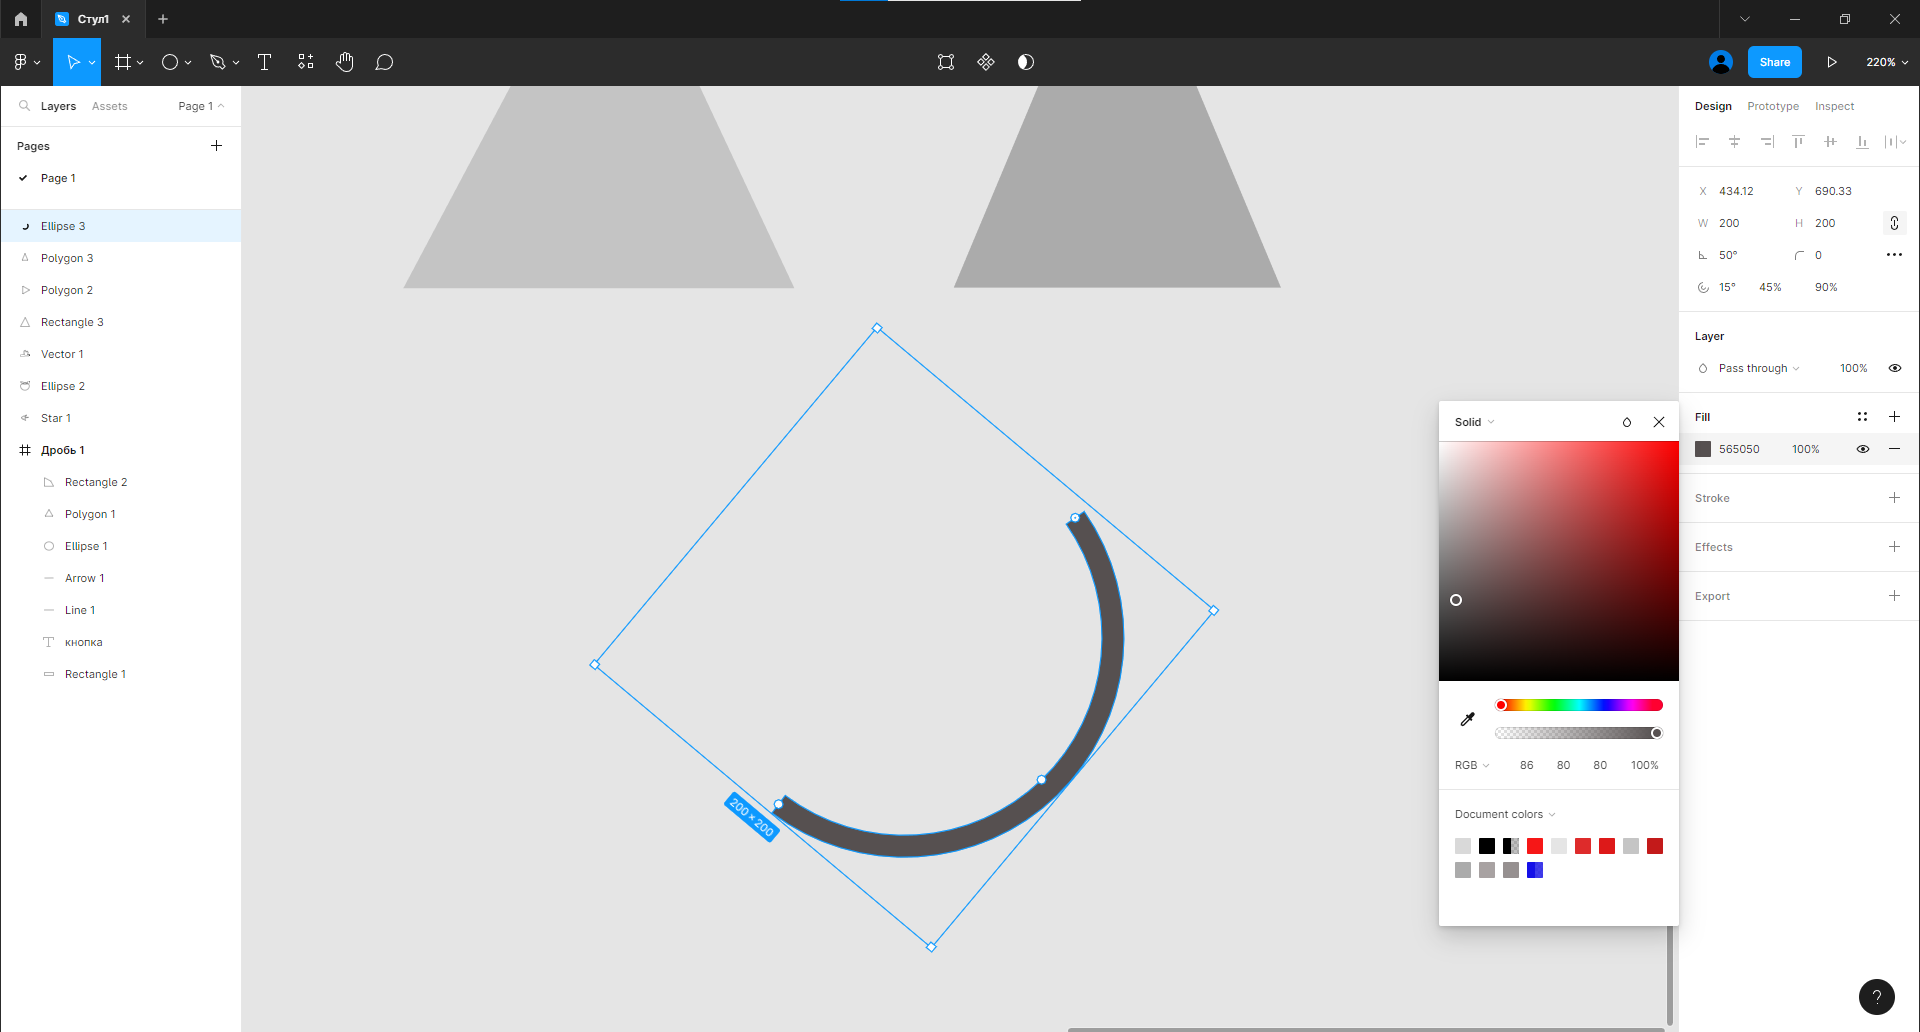 Стул1
Share
220%
Layers Assets Page 1
Pages
Page 1
Ellipse 3
Polygon 3
Polygon 2
Rectangle 3
Vector 1
Ellipse 2
Star 1
Дробь 1
Rectangle 2
Polygon 1
Ellipse 1
Arrow 1
Line 1
кнопка
Rectangle 1
200 × 200
Solid
RGB 86 80 80 100%
Document colors
Design Prototype Inspect
X 434.12 Y 690.33
W 200 H 200
50° 0
15° 45% 90%
Layer
Pass through 100%
Fill
565050 100%
Stroke
Effects
Export
?